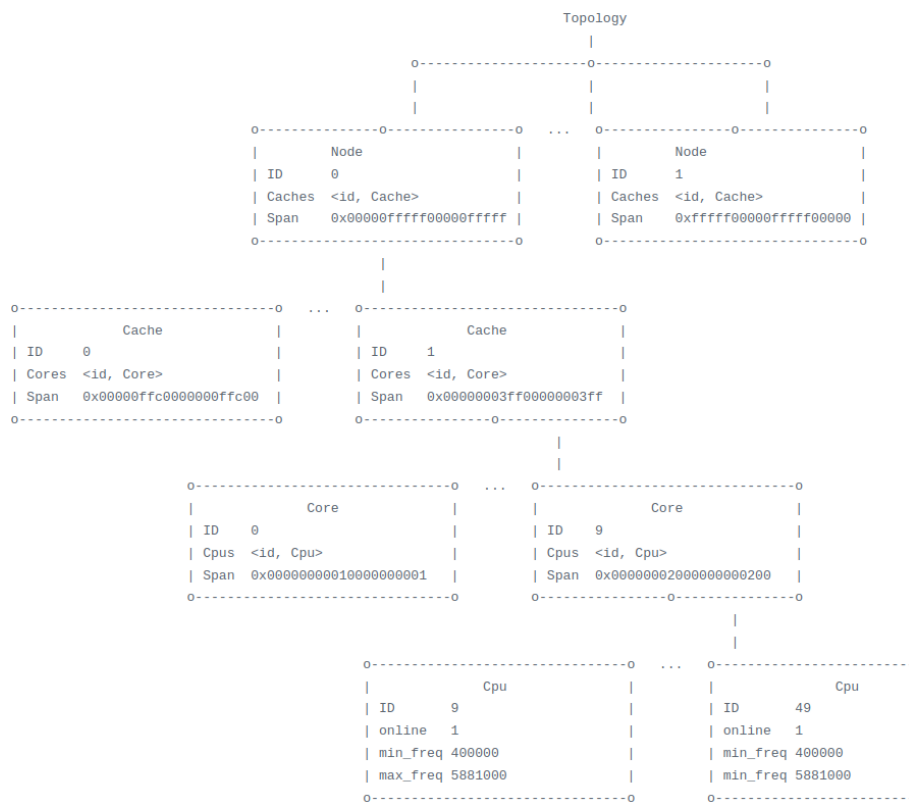 Topology
|
o---------------------o---------------------o
|                     |                     |
|                     |                     |
o---------------o----------------o   ...   o---------------o---------------o
|         Node                   |         |         Node                  |
| ID      0                      |         | ID      1                     |
| Caches  <id, Cache>            |         | Caches  <id, Cache>           |
| Span    0x00000fffff00000fffff |         | Span    0xfffff00000fffff00000 |
o--------------------------------o         o--------------------------------o
|
|
o--------------------------------o   ...   o--------------------------------o
|             Cache              |         |             Cache              |
| ID     0                       |         | ID     1                       |
| Cores  <id, Core>              |         | Cores  <id, Core>              |
| Span   0x00000ffc0000000ffc00  |         | Span   0x00000003ff00000003ff  |
o--------------------------------o         o----------------o---------------o
|
|
o--------------------------------o   ...   o--------------------------------o
|              Core              |         |              Core              |
| ID    0                        |         | ID    9                        |
| Cpus  <id, Cpu>                |         | Cpus  <id, Cpu>                |
| Span  0x00000000010000000001   |         | Span  0x00000002000000000200   |
o--------------------------------o         o----------------o---------------o
|
|
o--------------------------------o   ...   o------------------------
|              Cpu               |         |               Cpu
| ID       9                     |         | ID       49
| online   1                     |         | online   1
| min_freq 400000                |         | min_freq 400000
| max_freq 5881000               |         | min_freq 5881000
o--------------------------------o         o------------------------